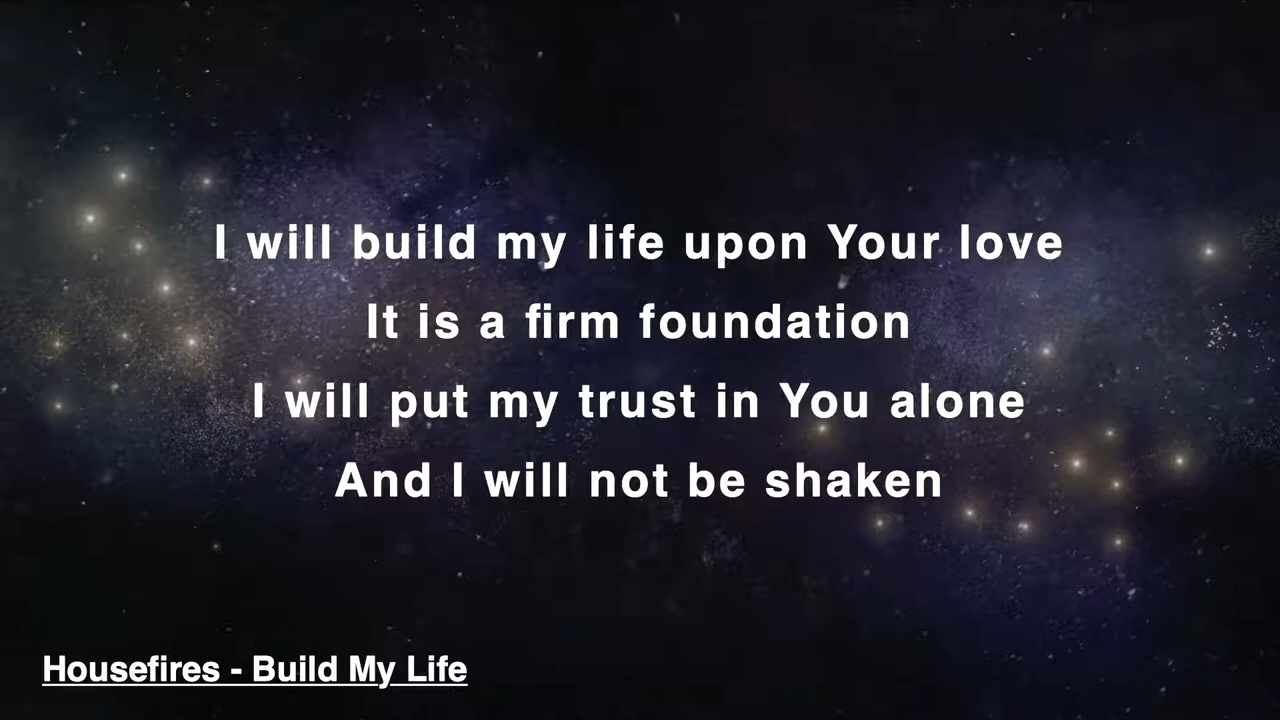 I will build my life upon Your love
It is a firm foundation
I will put my trust in You alone
And I will not be shaken
Housefires - Build My Life